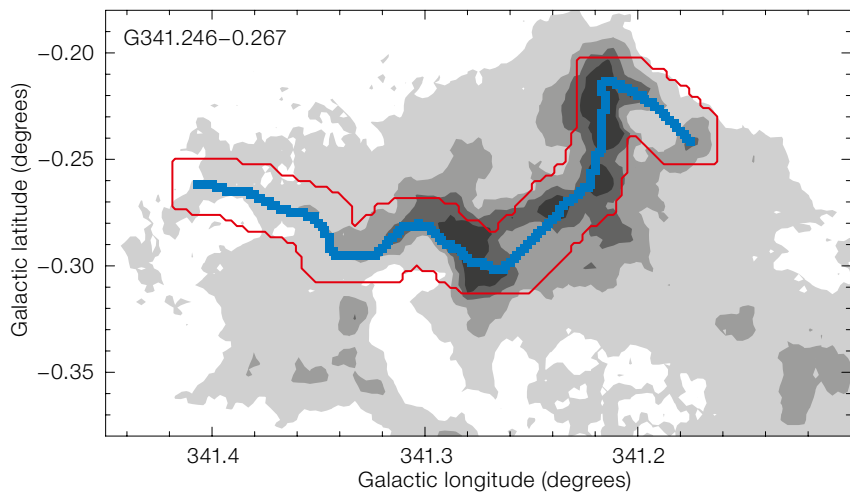 G341.246−0.267
−0.20
−0.25
−0.30
−0.35
Galactic latitude (degrees)
341.4 341.3 341.2
Galactic longitude (degrees)